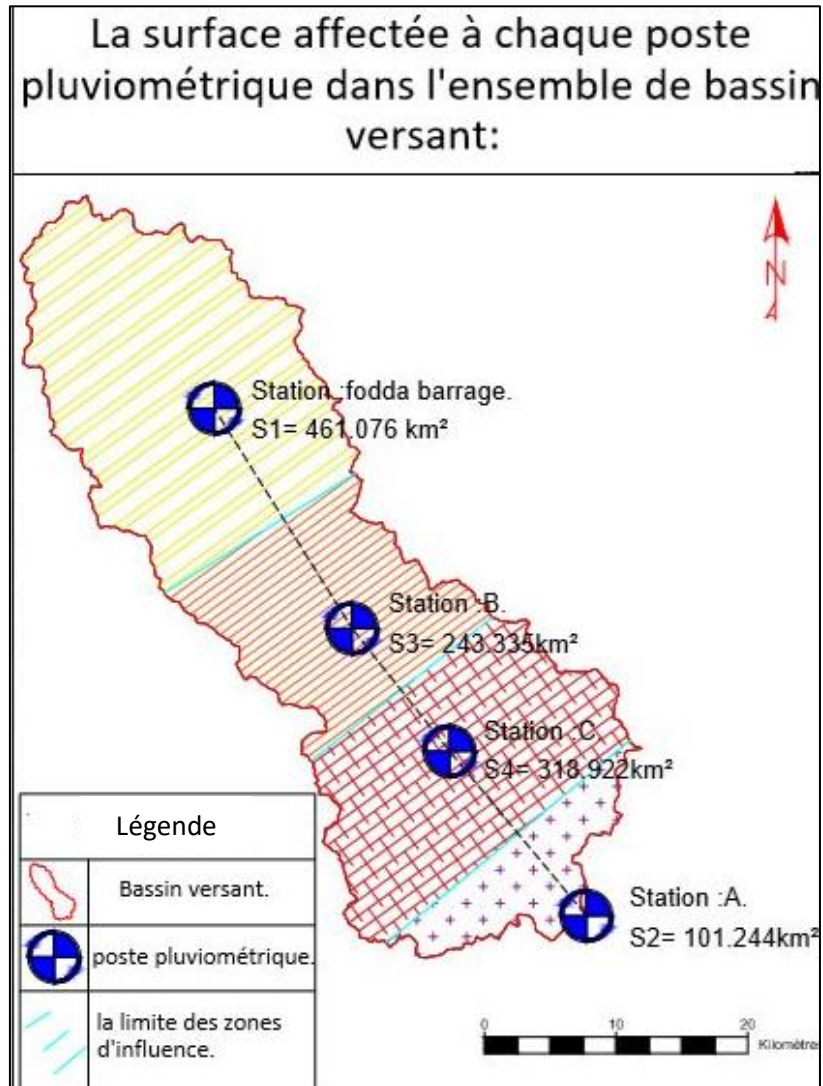 La surface affectée à chaque poste
pluviométrique dans l'ensemble de bassin
versant:
N
Station :fodda barrage.
S1= 461.076 km²
Station :B.
S3= 243.335km²
Station :C.
S4= 318.922km²
Station :A.
S2= 101.244km²
Légende
Bassin versant.
poste pluviométrique.
la limite des zones
d'influence.
0 10 20
Kilomètres